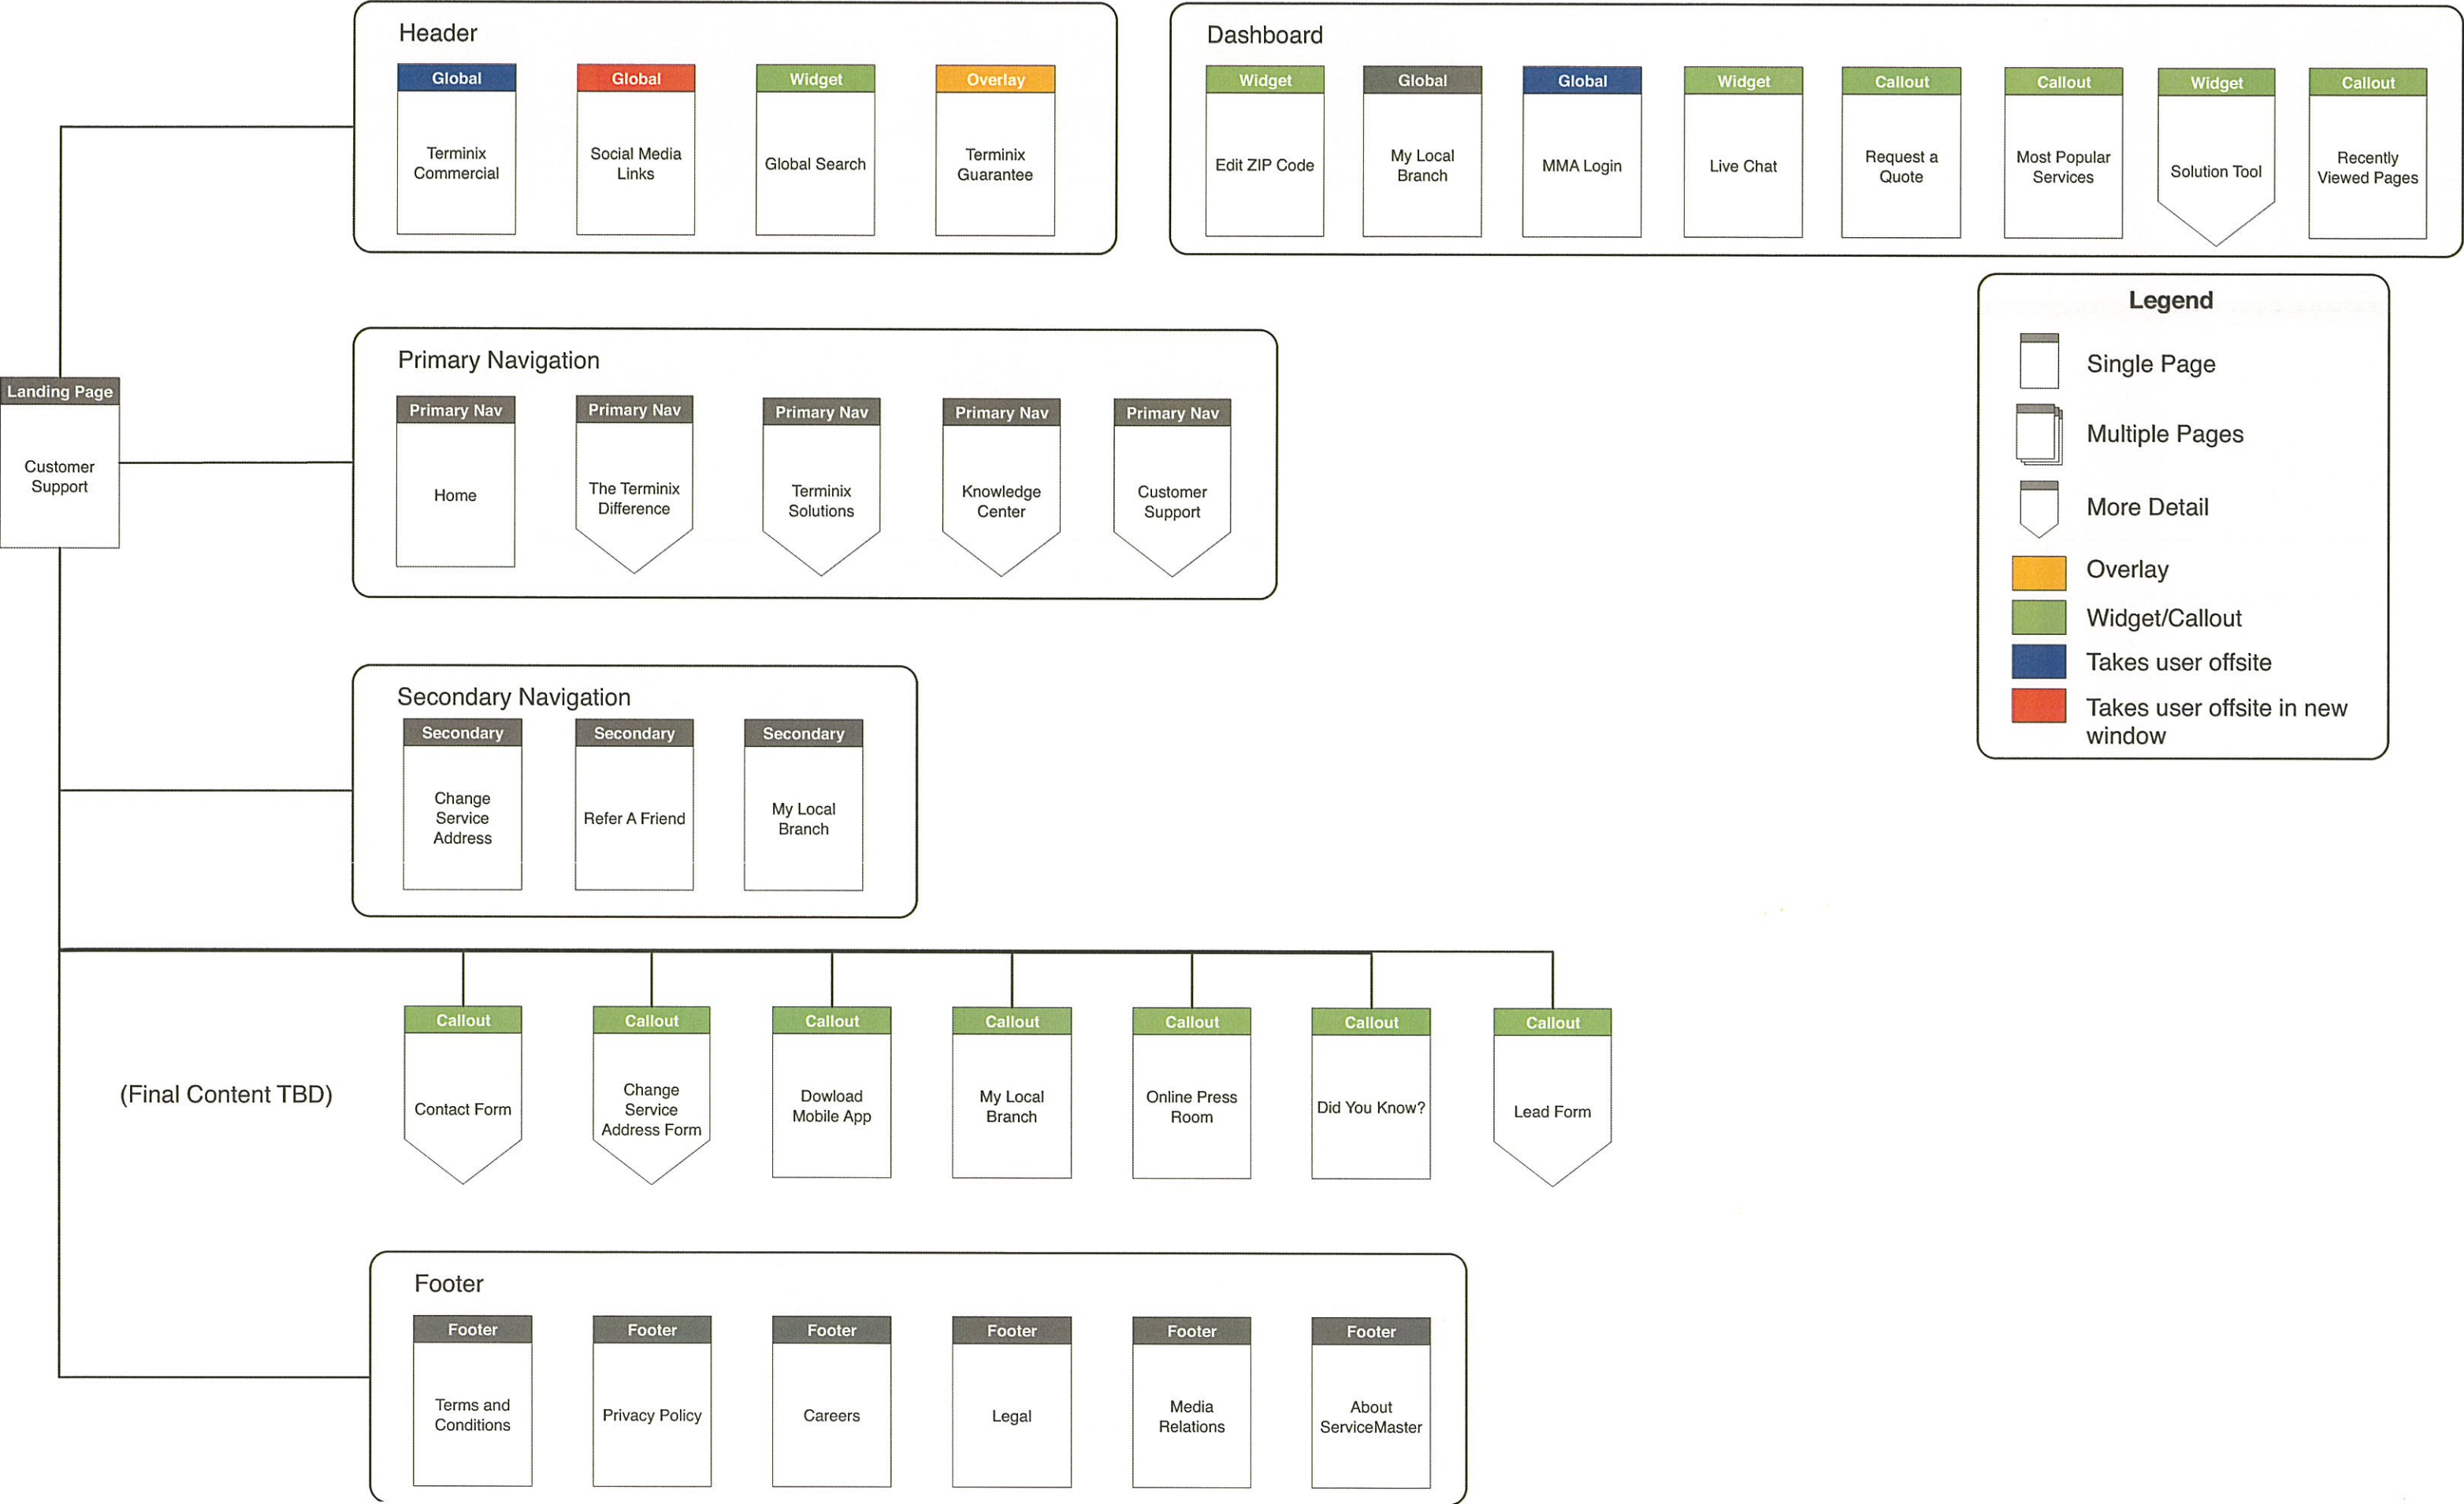 Header
Global
Terminix
Commercial
Global
Social Media
Links
Widget
Global Search
Overlay
Terminix
Guarantee
Dashboard
Widget
Edit ZIP Code
Global
My Local
Branch
Global
MMA Login
Widget
Live Chat
Callout
Request a
Quote
Callout
Most Popular
Services
Widget
Solution Tool
Callout
Recently
Viewed Pages
Legend
Single Page
Multiple Pages
More Detail
Overlay
Widget/Callout
Takes user offsite
Takes user offsite in new
window
Landing Page
Customer
Support
Primary Navigation
Primary Nav
Home
Primary Nav
The Terminix
Difference
Primary Nav
Terminix
Solutions
Primary Nav
Knowledge
Center
Primary Nav
Customer
Support
Secondary Navigation
Secondary
Change
Service
Address
Secondary
Refer A Friend
Secondary
My Local
Branch
(Final Content TBD)
Callout
Contact Form
Callout
Change
Service
Address Form
Callout
Dowload
Mobile App
Callout
My Local
Branch
Callout
Online Press
Room
Callout
Did You Know?
Callout
Lead Form
Footer
Footer
Terms and
Conditions
Footer
Privacy Policy
Footer
Careers
Footer
Legal
Footer
Media
Relations
Footer
About
ServiceMaster